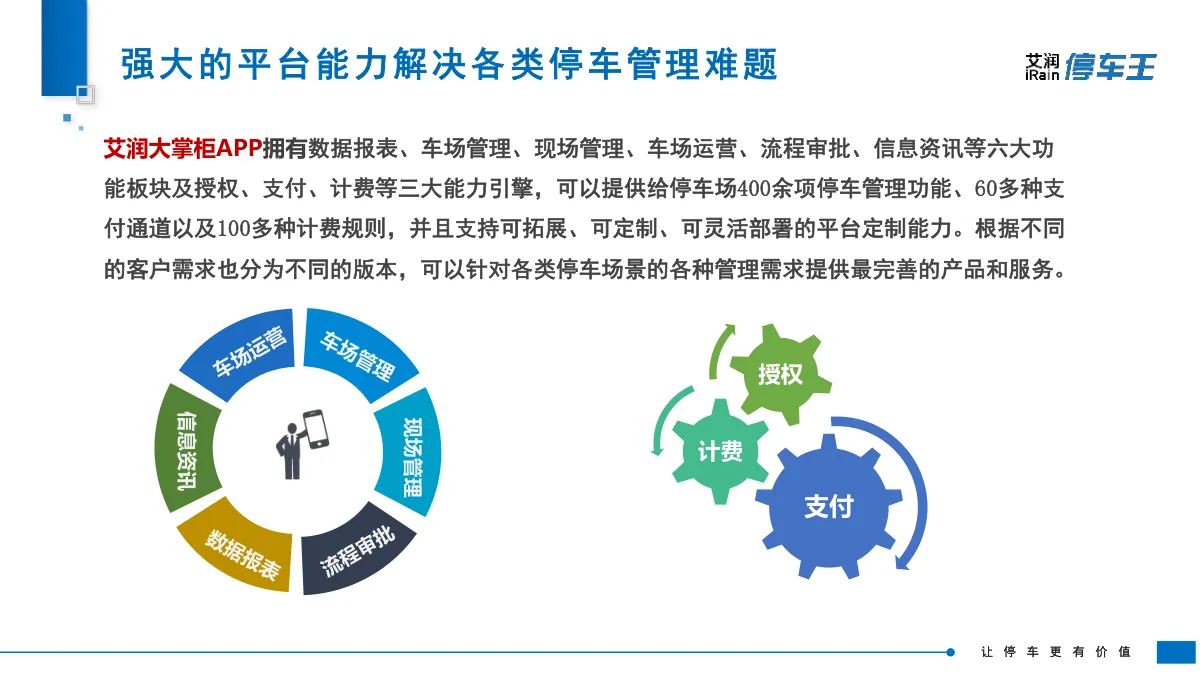 强大的平台能力解决各类停车管理难题
艾润
iRain
停车王
艾润大掌柜APP拥有数据报表、车场管理、现场管理、车场运营、流程审批、信息资讯等六大功
能板块及授权、支付、计费等三大能力引擎，可以提供给停车场400余项停车管理功能、60多种支
付通道以及100多种计费规则，并且支持可拓展、可定制、可灵活部署的平台定制能力。根据不同
的客户需求也分为不同的版本，可以针对各类停车场景的各种管理需求提供最完善的产品和服务。
车场运营
车场管理
信息资讯
现场管理
数据报表
流程审批
授权
计费
支付
让停车更有价值